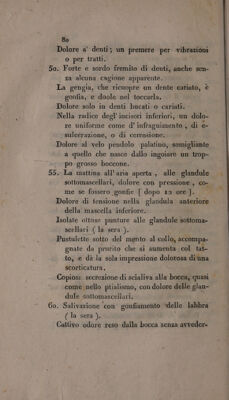 80
Dolore a' denti; un premere per vibrazioni
o per tratti.
50. Forte e sordo fremito di denti, anche sen-
za alcuna cagione apparente.
La gengia, che ricuopre un dente cariato, è
gonfia, e duole nel toccarla.
Dolore solo in denti bucati o cariati.
Nella radice degl' incisori inferiori, un dolo-
re uniforme come d' infragnimento, di e-
sulcerazione, o di corrosione.
Dolore al velo pendolo palatino, somigliante
a quello che nasce dallo ingoiare un trop-
po grosso boccone.
55. La mattina all' aria aperta, alle glandule
sottomascellari, dolore con pressione, co-
me se fossero gonfie [ dopo 12 ore ].
Dolore di tensione nella glandula anteriore
della mascella inferiore.
Isolate ottuse punture alle glandule sottoma-
scellari ( la sera ).
Pustulette sotto del mento al collo, accompa-
gnate da prurito che si aumenta col tat-
to, e dà la sola impressione dolorosa di una
scorticatura.
Copiosa secrezione di scialiva alla bocca, quasi
come nello ptialismo, con dolore delle glan-
dule sottomascellari.
60. Salivazione con gonfiamento delle labbra
( la sera ).
Cattivo odore reso dalla bocca senza avveder-